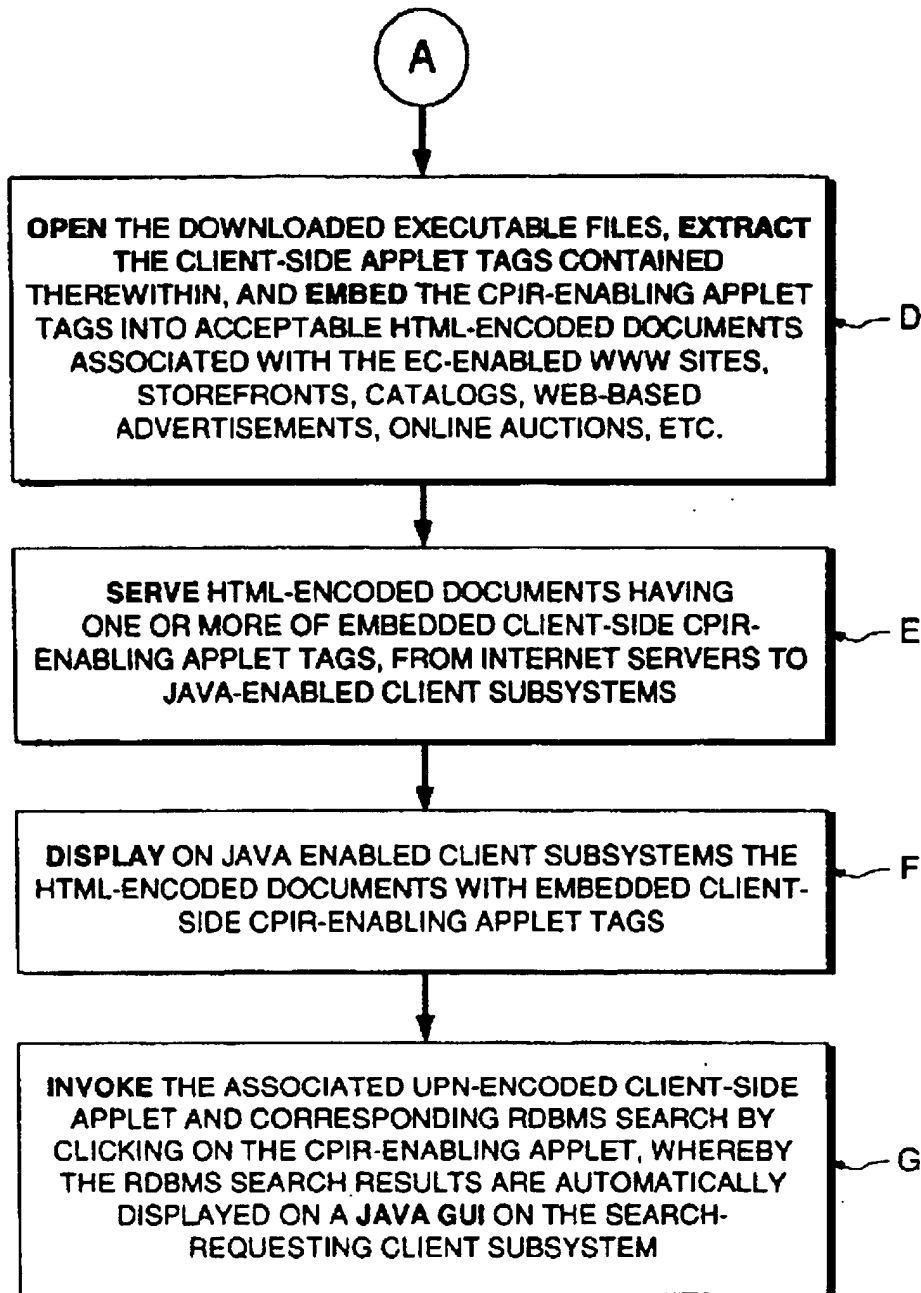 A
OPEN THE DOWNLOADED EXECUTABLE FILES, EXTRACT
THE CLIENT-SIDE APPLET TAGS CONTAINED
THEREWITHIN, AND EMBED THE CPIR-ENABLING APPLET
TAGS INTO ACCEPTABLE HTML-ENCODED DOCUMENTS
ASSOCIATED WITH THE EC-ENABLED WWW SITES,
STOREFRONTS, CATALOGS, WEB-BASED
ADVERTISEMENTS, ONLINE AUCTIONS, ETC.
D
SERVE HTML-ENCODED DOCUMENTS HAVING
ONE OR MORE OF EMBEDDED CLIENT-SIDE CPIR-
ENABLING APPLET TAGS, FROM INTERNET SERVERS TO
JAVA-ENABLED CLIENT SUBSYSTEMS
E
DISPLAY ON JAVA ENABLED CLIENT SUBSYSTEMS THE
HTML-ENCODED DOCUMENTS WITH EMBEDDED CLIENT-
SIDE CPIR-ENABLING APPLET TAGS
F
INVOKE THE ASSOCIATED UPN-ENCODED CLIENT-SIDE
APPLET AND CORRESPONDING RDBMS SEARCH BY
CLICKING ON THE CPIR-ENABLING APPLET, WHEREBY
THE RDBMS SEARCH RESULTS ARE AUTOMATICALLY
DISPLAYED ON A JAVA GUI ON THE SEARCH-
REQUESTING CLIENT SUBSYSTEM
G